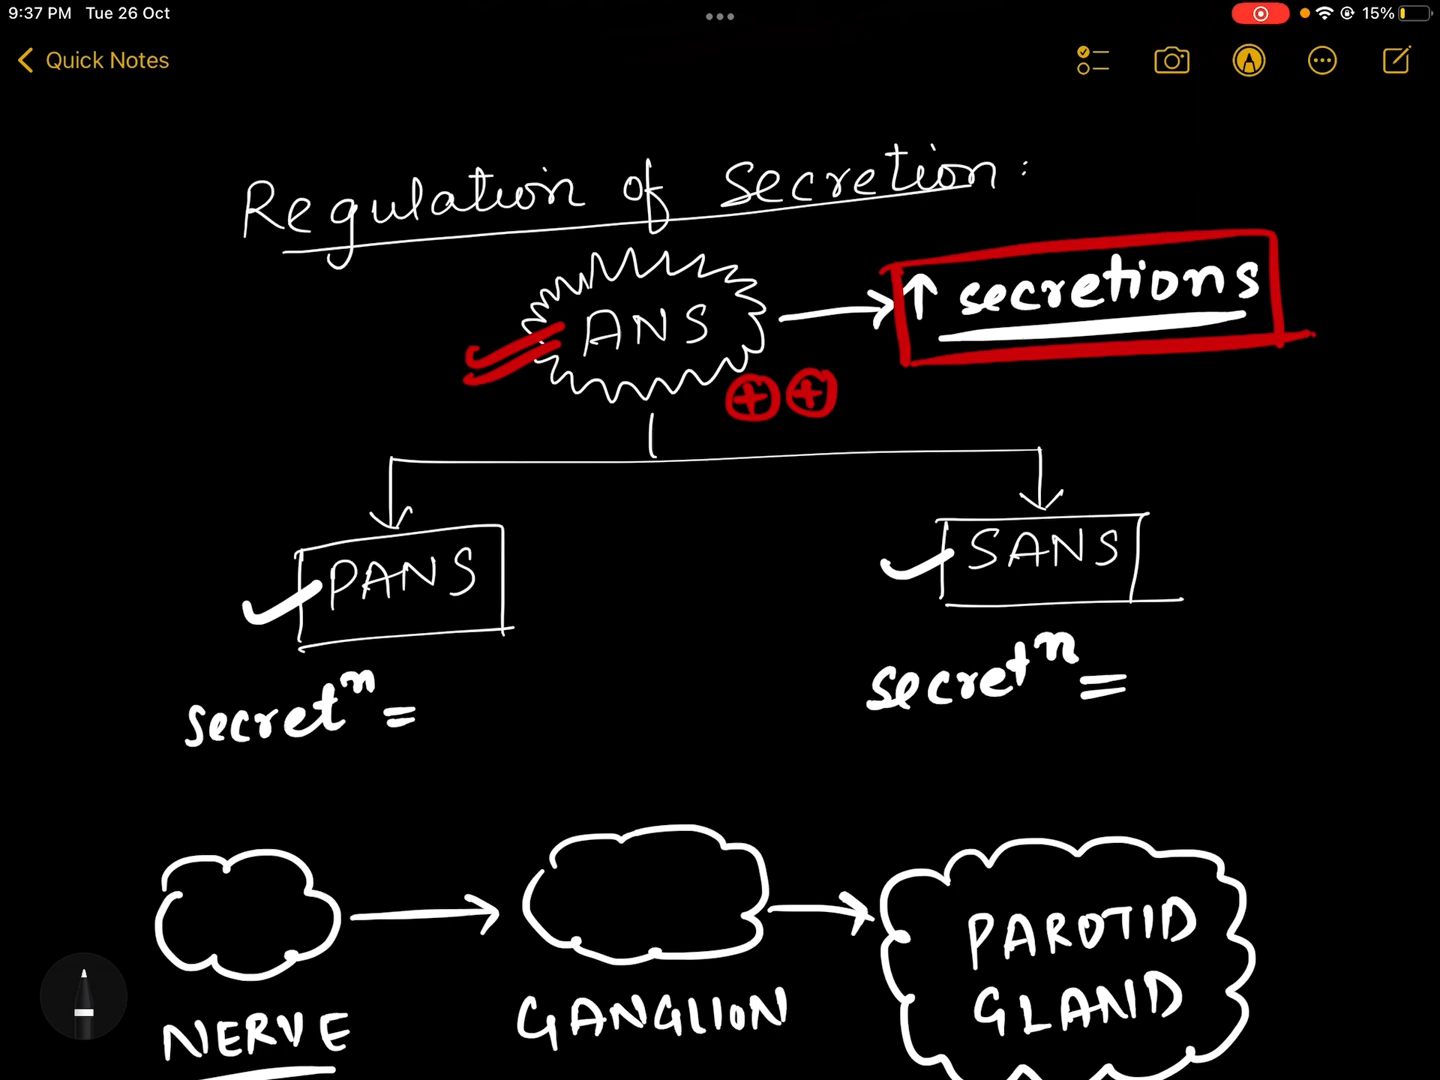 9:37 PM Tue 26 Oct
15%
Quick Notes
Regulation of secretion:
ANS → ↑ secretions
⊕ ⊕
PANS
SANS
secretⁿ =
secretⁿ =
PAROTID
GLAND
NERVE
GANGLION